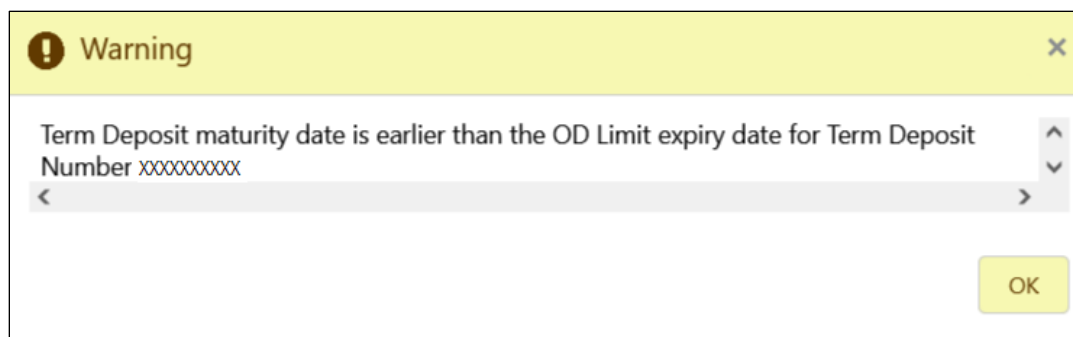 Warning
Term Deposit maturity date is earlier than the OD Limit expiry date for Term Deposit
Number XXXXXXXXXX
OK